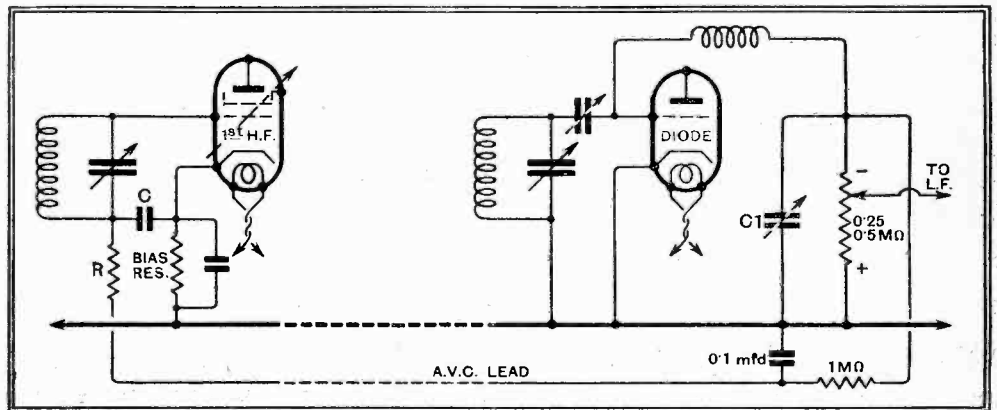 1st H.F.
C
R
BIAS
RES.
DIODE
C1
−
TO
L.F.
0·25
0·5MΩ
+
0·1 mfd
1MΩ
A.V.C. LEAD